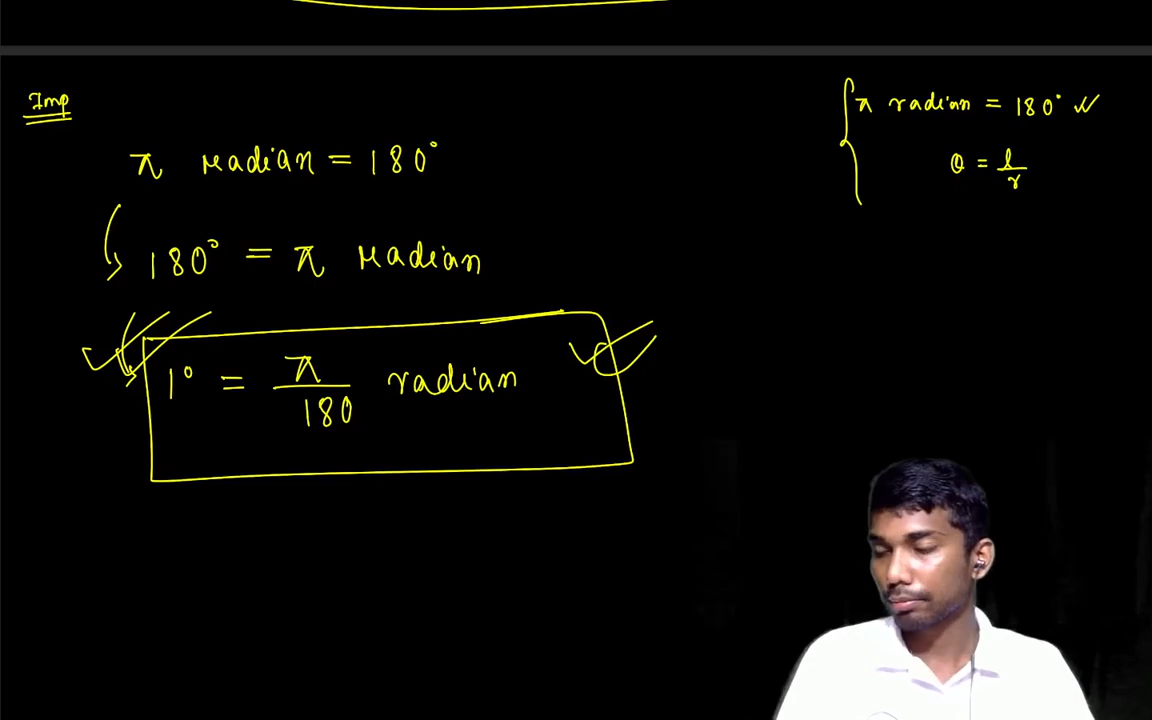 Imp
π radian = 180°
180° = π radian
1° = π/180 radian
π radian = 180°
θ = l/r